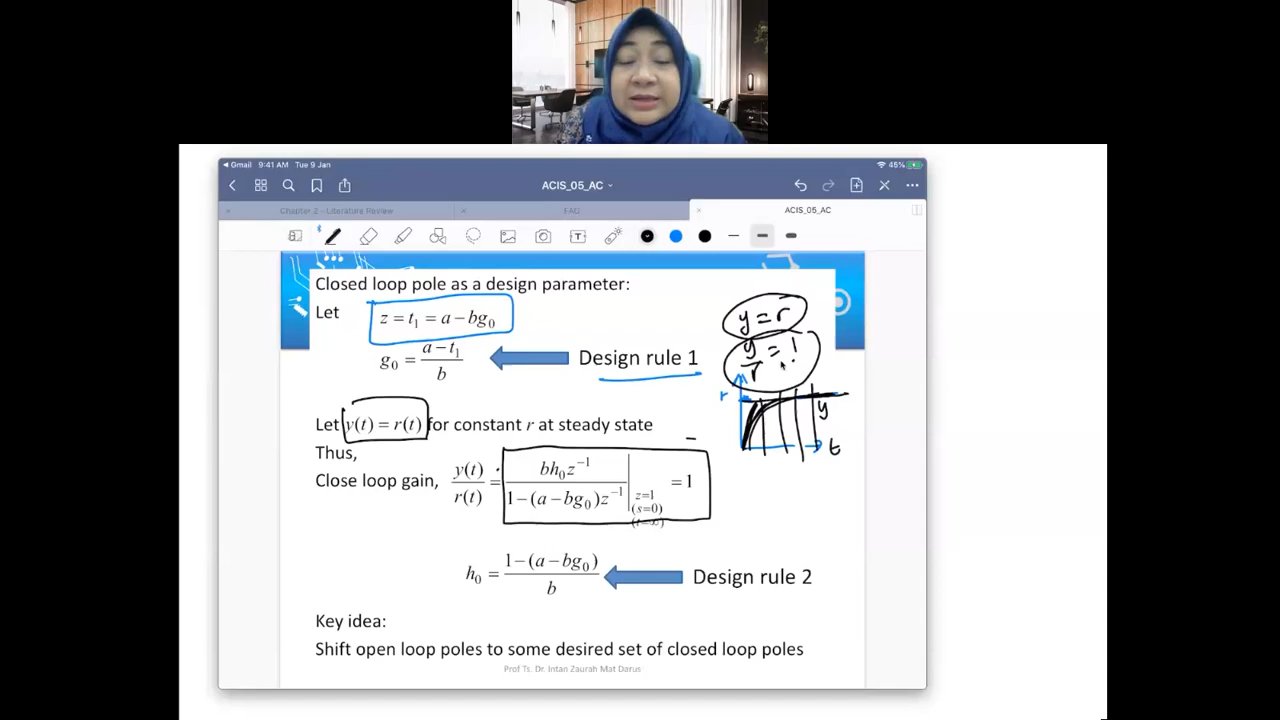 Gmail 9:41 AM Tue 9 Jan 45%
ACIS_05_AC
Chapter 2 - Literature Review FAQ ACIS_05_AC
Closed loop pole as a design parameter:
Let z = t₁ = a − bg₀
g₀ = (a − t₁)/b Design rule 1
y = r
y/r = 1
r
y
t
Let y(t) = r(t) for constant r at steady state
Thus,
Close loop gain, y(t)/r(t) = bh₀z⁻¹/(1 − (a − bg₀)z⁻¹) | z=1 (s=0) (t=∞) = 1
h₀ = (1 − (a − bg₀))/b Design rule 2
Key idea:
Shift open loop poles to some desired set of closed loop poles
Prof Ts. Dr. Intan Zaurah Mat Darus